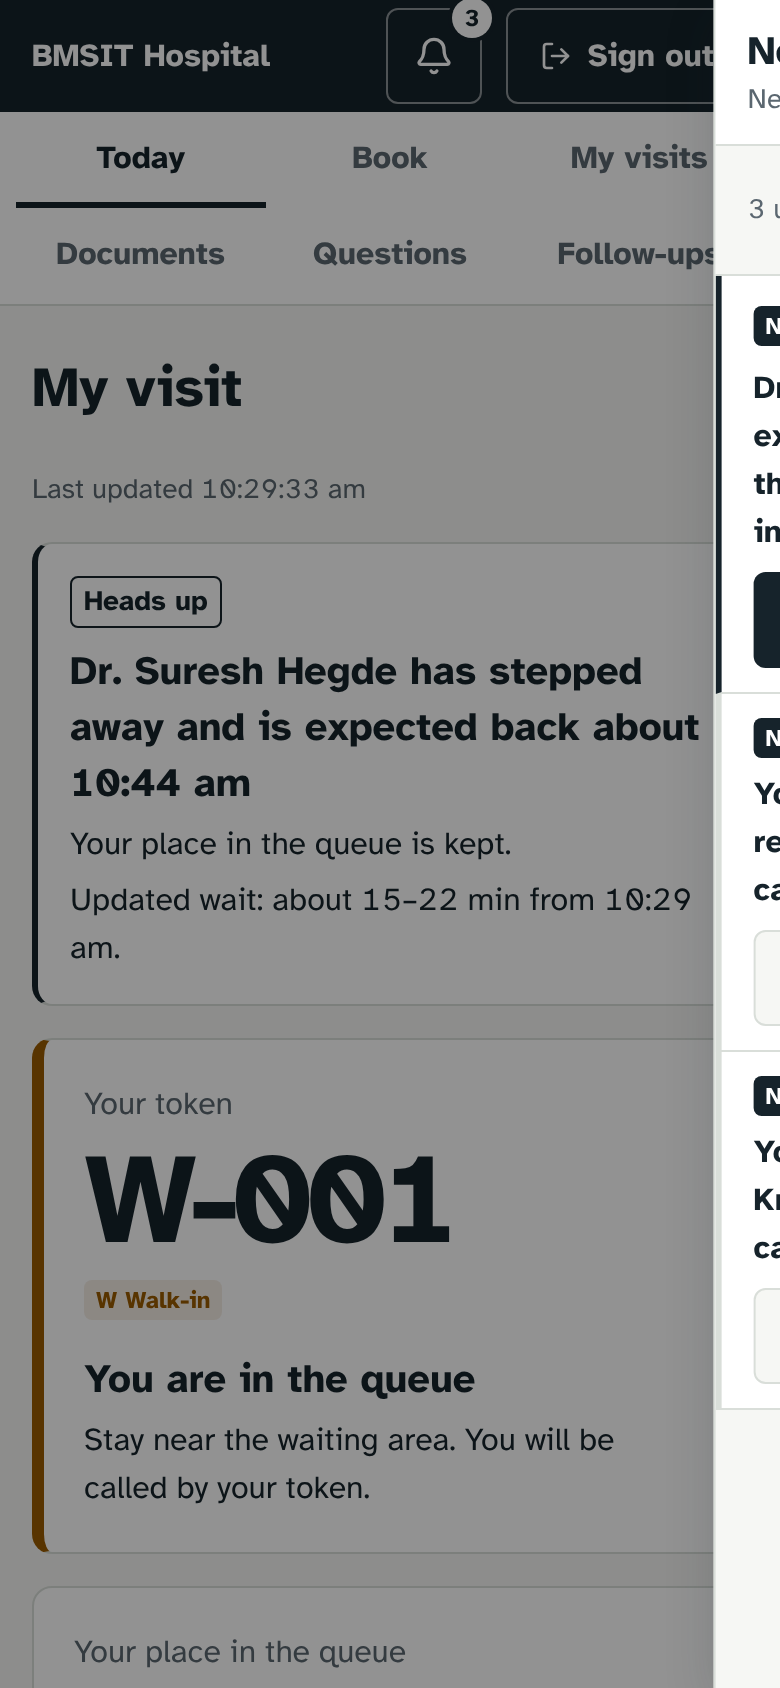 BMSIT Hospital
3
Sign out
Today
Book
My visits
Documents
Questions
Follow-ups
My visit
Last updated 10:29:33 am
Heads up
Dr. Suresh Hegde has stepped
away and is expected back about
10:44 am
Your place in the queue is kept.
Updated wait: about 15–22 min from 10:29
am.
Your token
W-001
W Walk-in
You are in the queue
Stay near the waiting area. You will be
called by your token.
Your place in the queue
3